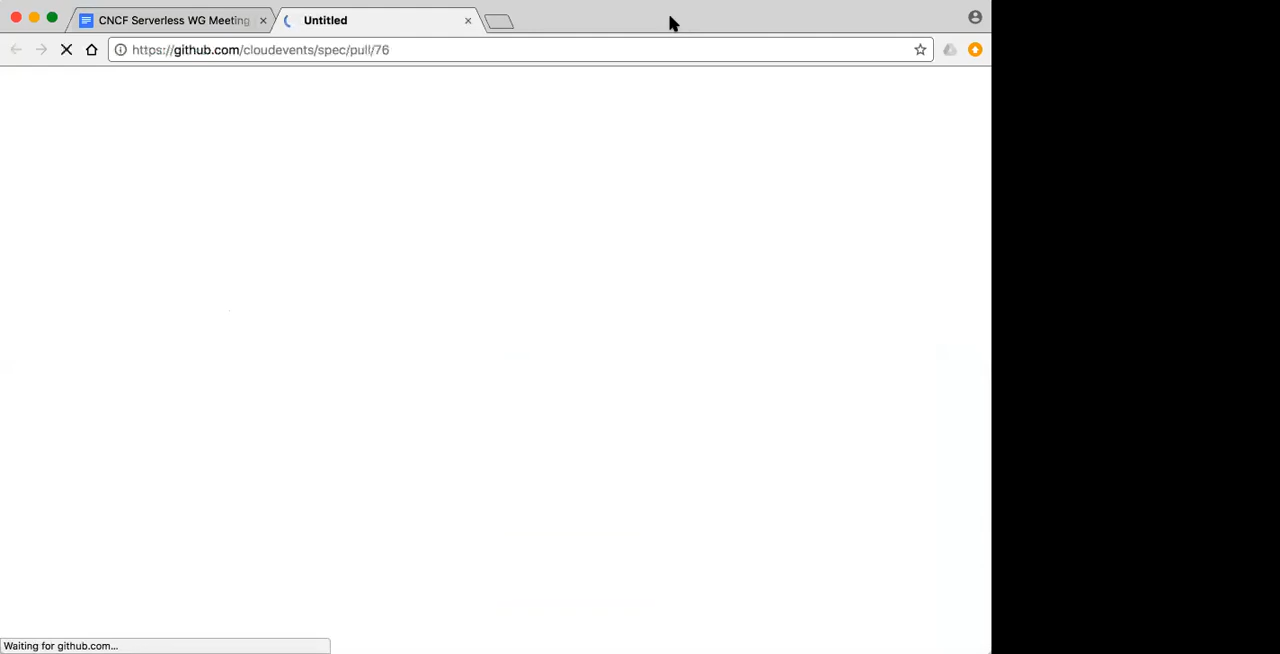 CNCF Serverless WG Meeting
Untitled
https://github.com/cloudevents/spec/pull/76
Waiting for github.com...